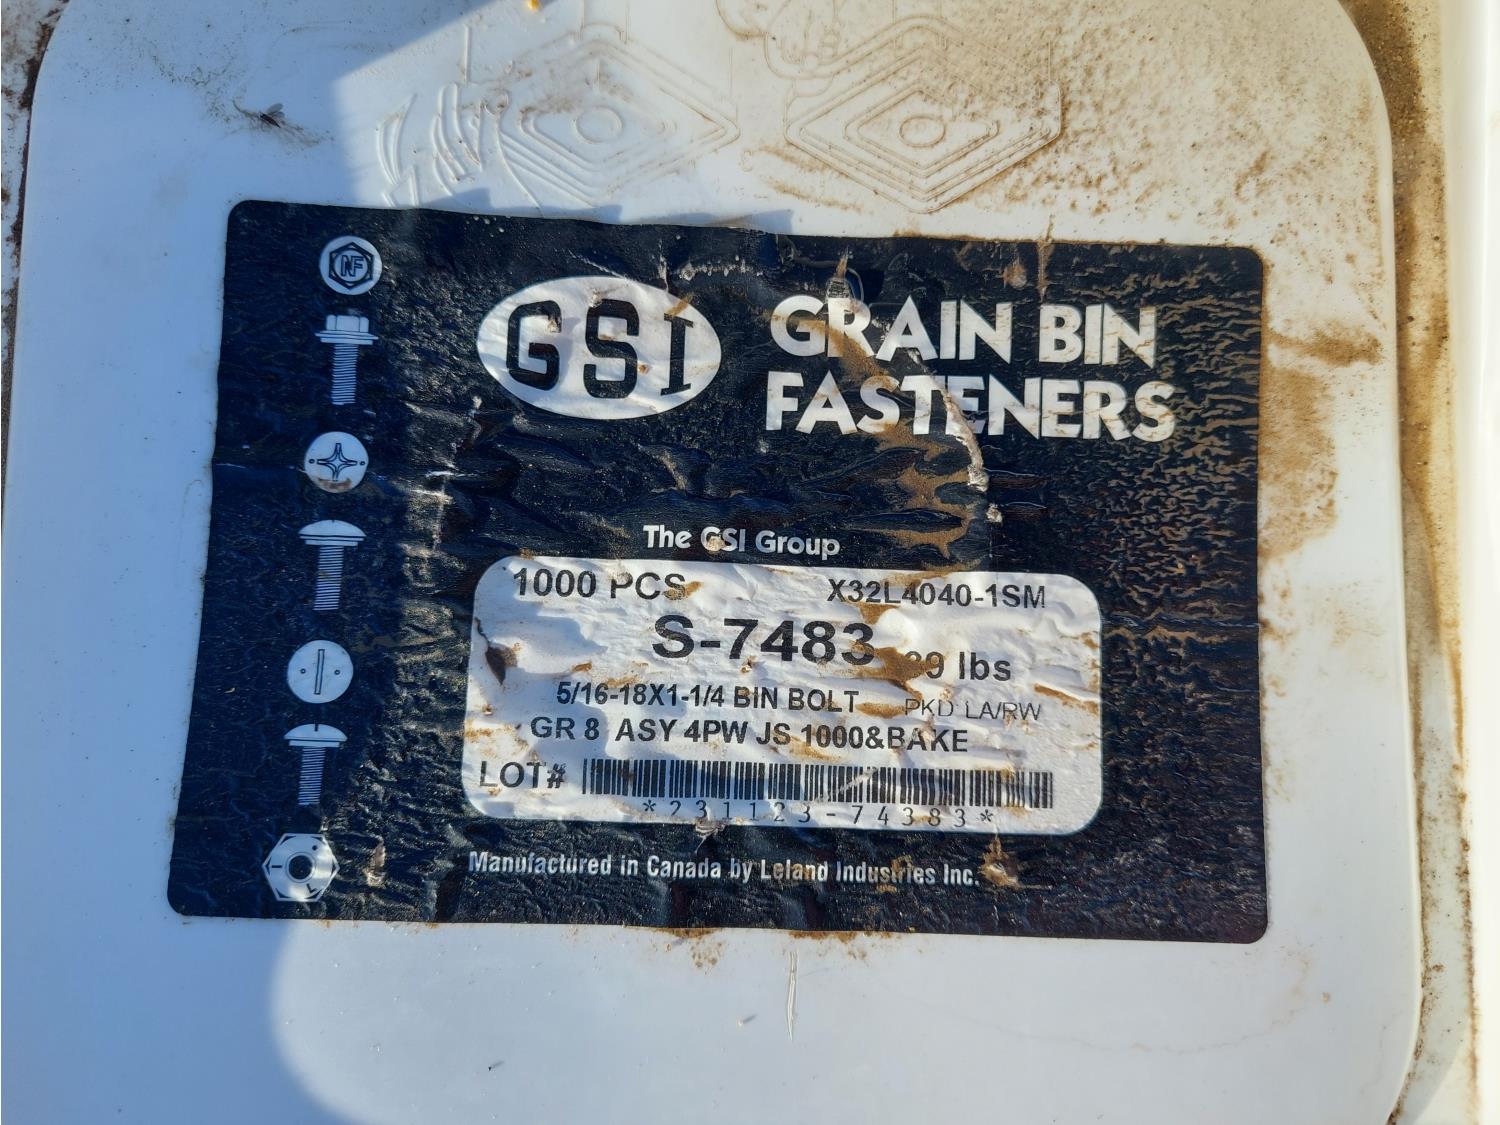 GSI
GRAIN BIN
FASTENERS
The GSI Group
1000 PCS X32L4040-1SM
S-7483 lbs
5/16-18X1-1/4 BIN BOLT PKD LA/RW
GR 8 ASY 4PW JS 1000&BAKE
LOT#
*231123-74383*
Manufactured in Canada by Leland Industries Inc.